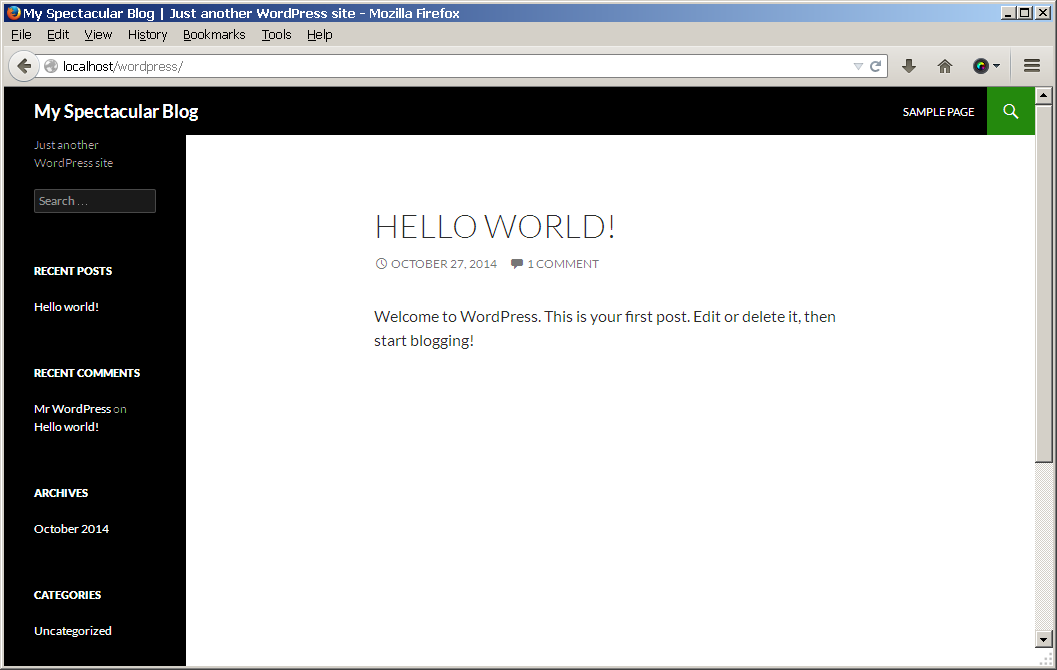 My Spectacular Blog | Just another WordPress site - Mozilla Firefox
File Edit View History Bookmarks Tools Help
localhost/wordpress/
My Spectacular Blog
SAMPLE PAGE
Just another
WordPress site
Search ...
RECENT POSTS
Hello world!
RECENT COMMENTS
Mr WordPress on
Hello world!
ARCHIVES
October 2014
CATEGORIES
Uncategorized
HELLO WORLD!
OCTOBER 27, 2014 1 COMMENT
Welcome to WordPress. This is your first post. Edit or delete it, then
start blogging!